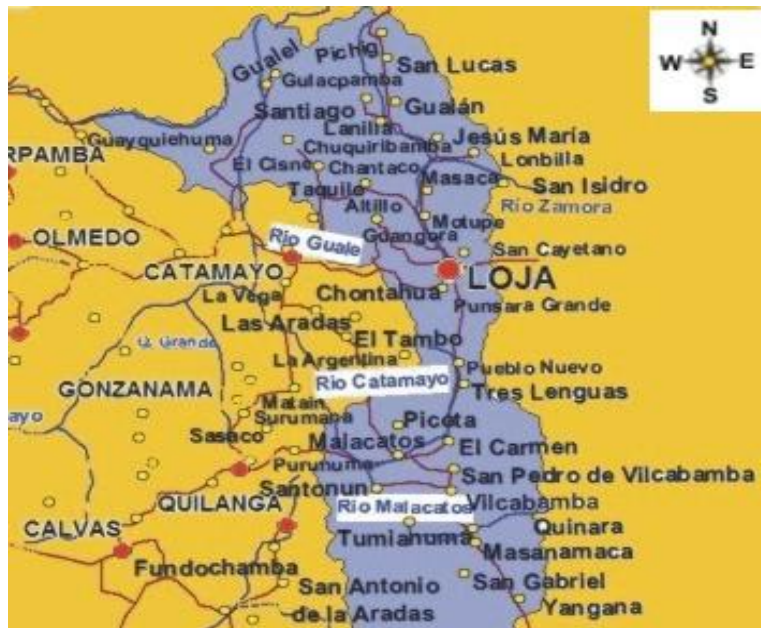 N
W E
S
Gualel
Pichig
San Lucas
Gulacpamba
Santiago
Gualán
Lanilla
Guayquiehuma
Chuquiribamba
Jesús María
RPAMBA
El Cisne
Chantaco
Lonbilla
Taquile
Masaca
San Isidro
Altillo
Río Zamora
OLMEDO
Río Guale
Guangora
Motupe
San Cayetano
CATAMAYO
LOJA
La Vega
Chontahua
Punsara Grande
Las Aradas
El Tambo
Q. Grande
La Argentina
Pueblo Nuevo
GONZANAMA
Río Catamayo
Tres Lenguas
ayo
Malain
Surumana
Picota
Sasaco
Malacatos
El Carmen
Purunuma
San Pedro de Vilcabamba
Santonun
QUILANGA
Río Malacatos
Vilcabamba
CALVAS
Tumianuma
Quinara
Masanamaca
Fundochamba
San Antonio
de la Aradas
San Gabriel
Yangana